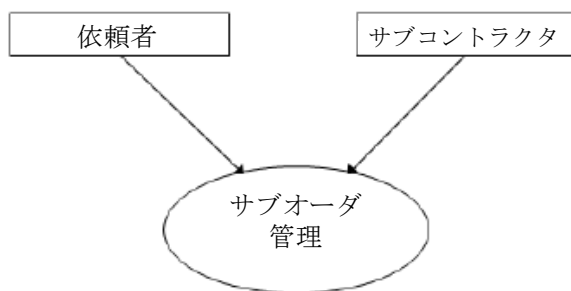 依頼者
サブコントラクタ
サブオーダ
管理